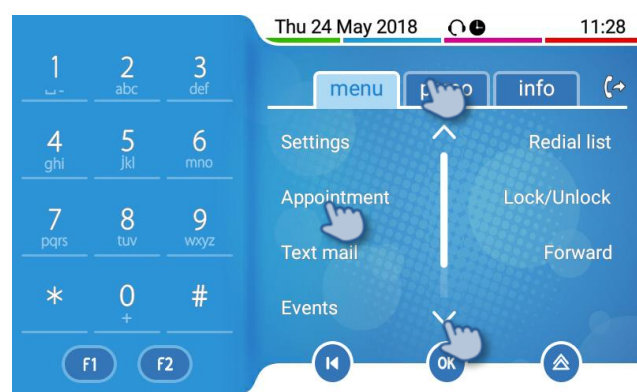 Thu 24 May 2018 11:28
1 2 3
abc def
4 5 6
ghi jkl mno
7 8 9
pqrs tuv wxyz
* 0 #
+
F1 F2
menu info
Settings Redial list
Appointment Lock/Unlock
Text mail Forward
Events
OK